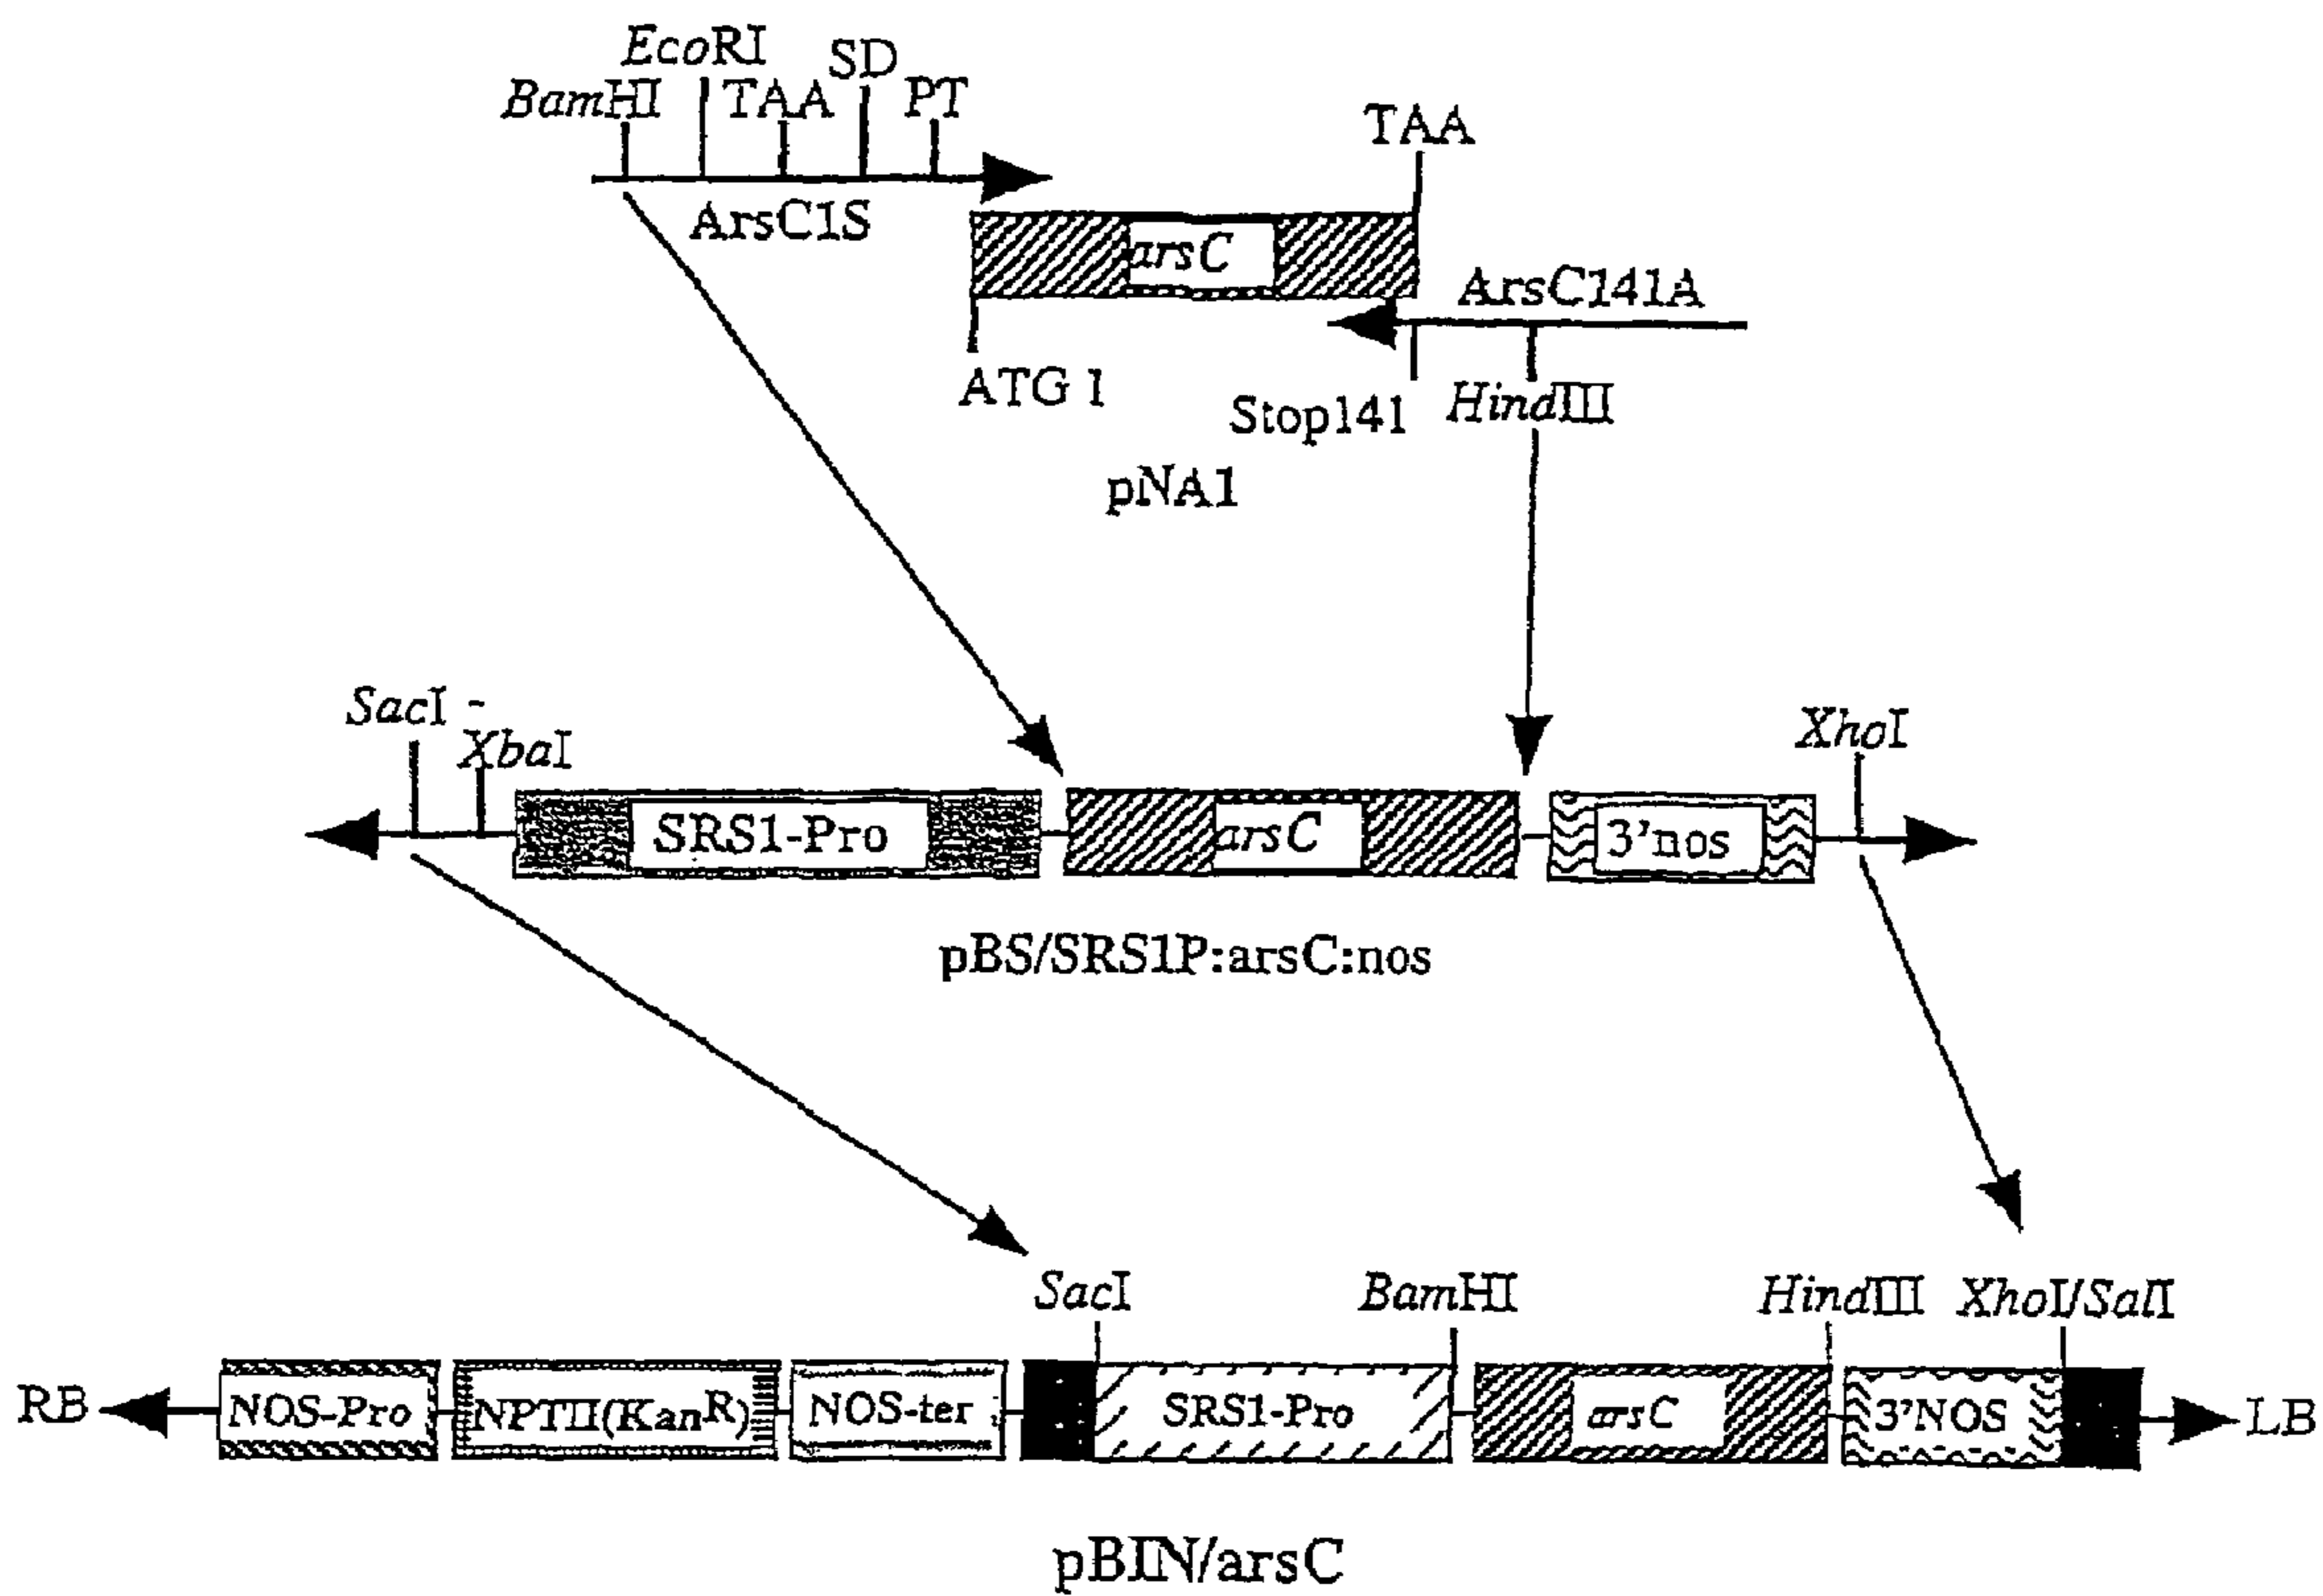 EcoRI SD
BamHI TAA PT
TAA
ArsC1S
arsC
ArsC141A
ATG 1
Stop141 HindIII
pNA1
SacI -
XbaI
XhoI
SRS1-Pro arsC 3'nos
pBS/SRS1P:arsC:nos
SacI BamHI HindIII XhoI/SalI
RB NOS-Pro NPTII(KanR) NOS-ter SRS1-Pro arsC 3'NOS LB
pBIN/arsC